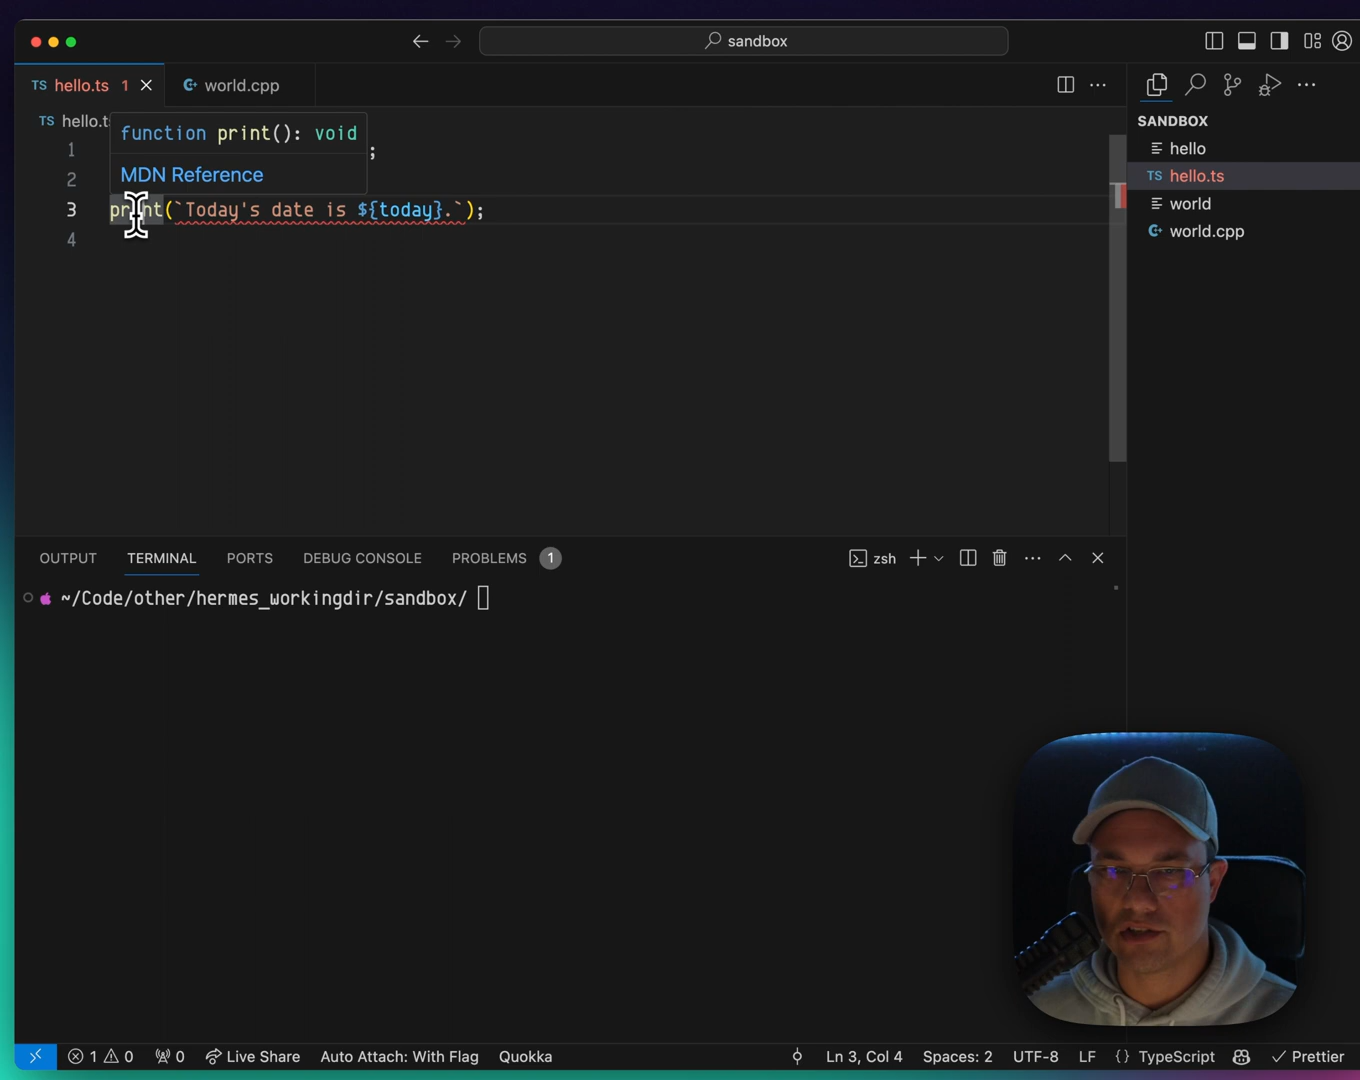 sandbox
TS hello.ts 1
world.cpp
TS hello.t
function print(): void
MDN Reference
1 ;
2
3 print(`Today's date is ${today}.`);
4
SANDBOX
hello
TS hello.ts
world
world.cpp
OUTPUT TERMINAL PORTS DEBUG CONSOLE PROBLEMS 1
zsh
~/Code/other/hermes_workingdir/sandbox/
1 0 0 Live Share Auto Attach: With Flag Quokka Ln 3, Col 4 Spaces: 2 UTF-8 LF {} TypeScript Prettier